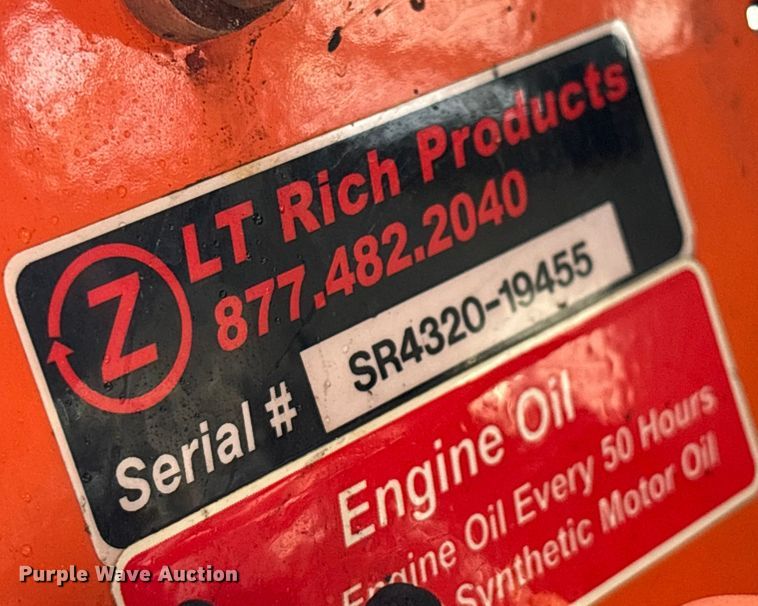 LT Rich Products
877.482.2040
Z
Serial # SR4320-19455
Engine Oil
Engine Oil Every 50 Hours
Synthetic Motor Oil
Purple Wave Auction